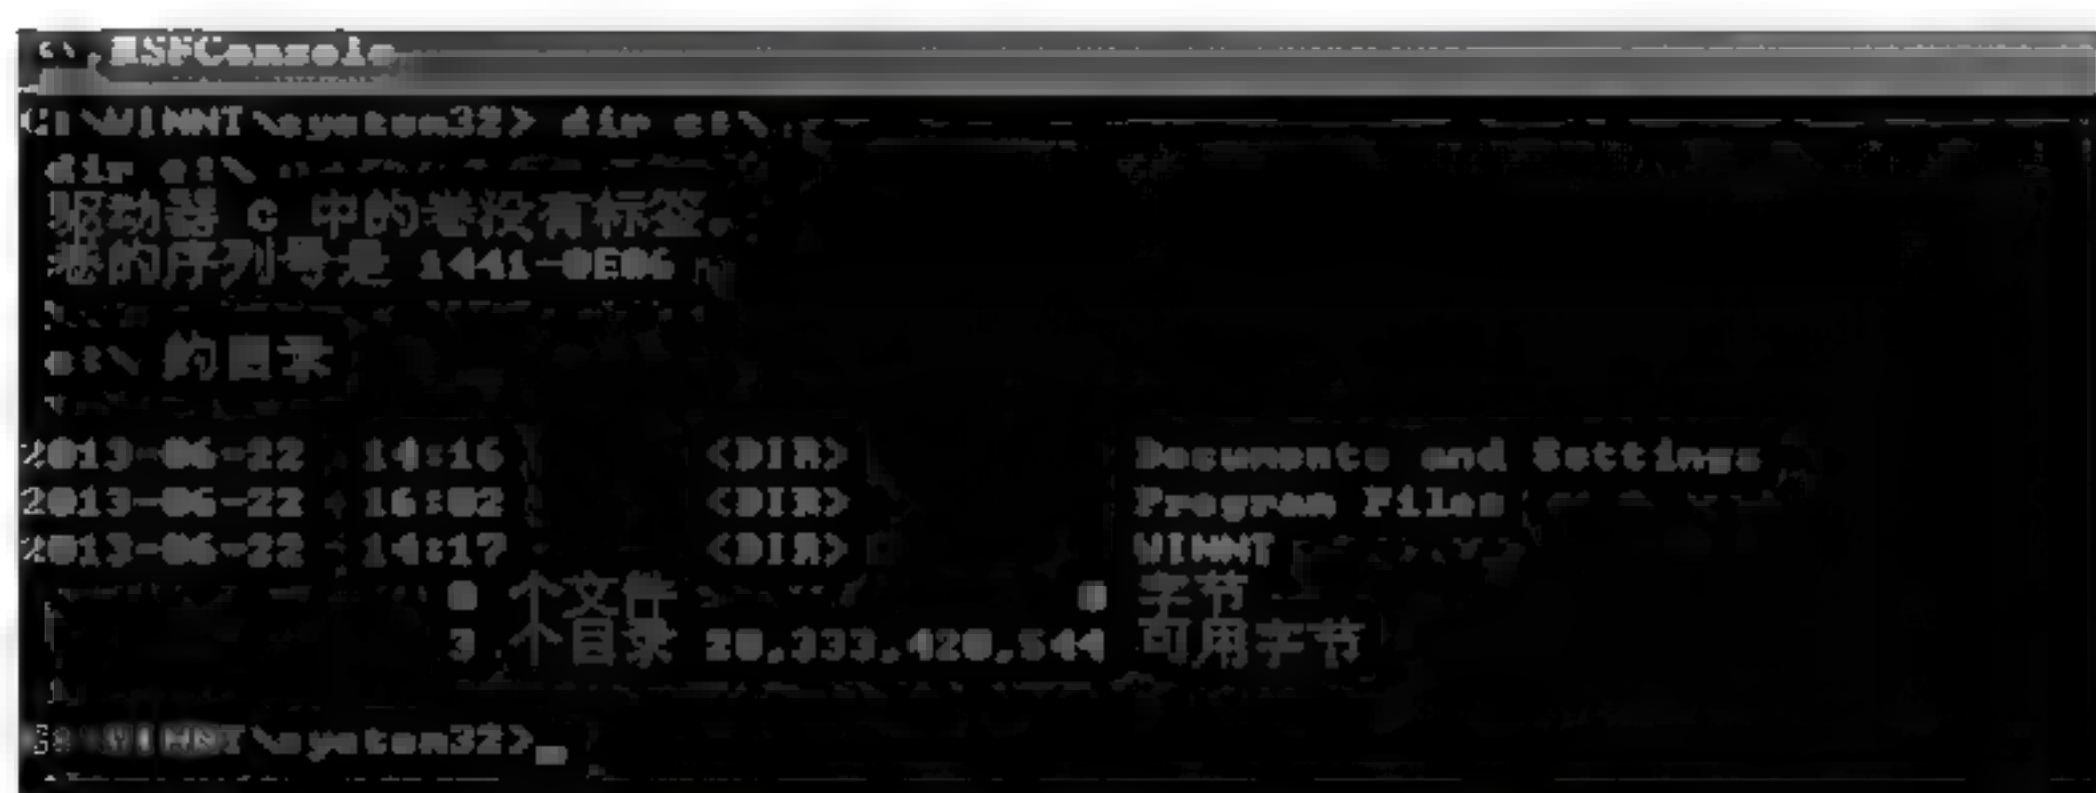 MSFConsole
C:\WINNT\system32> dir c:\
dir c:\
驱动器 C 中的卷没有标签。
卷的序列号是 1441-0E06
c:\ 的目录
2013-06-22 14:16 <DIR> Documents and Settings
2013-06-22 16:02 <DIR> Program Files
2013-06-22 14:17 <DIR> WINNT
0 个文件 0 字节
3 个目录 20,333,420,544 可用字节
C:\WINNT\system32>